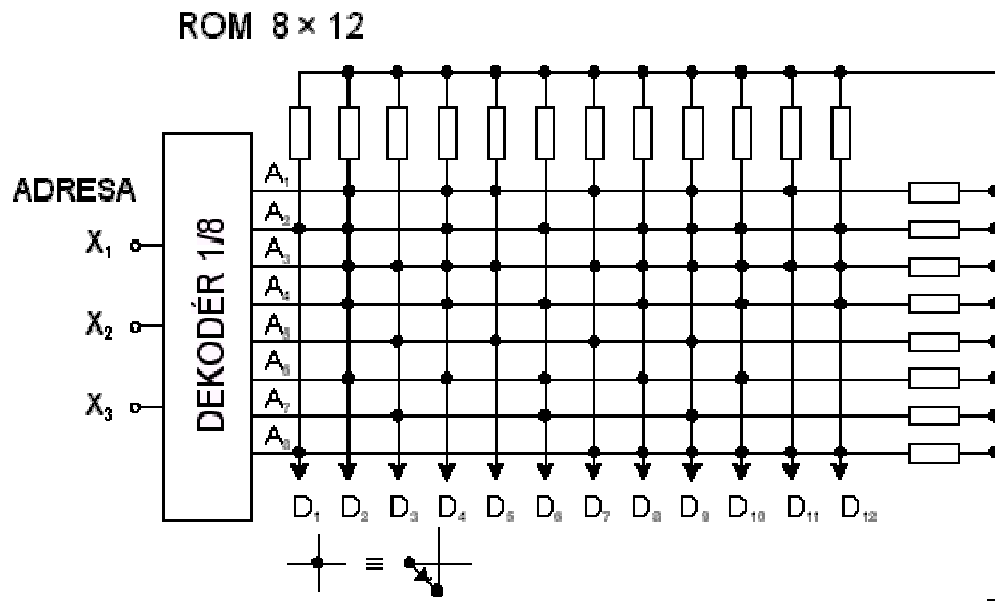 ROM 8 × 12
ADRESA
X₁
X₂
X₃
DEKODÉR 1/8
A₁
A₂
A₃
A₄
A₅
A₆
A₇
A₈
D₁ D₂ D₃ D₄ D₅ D₆ D₇ D₈ D₉ D₁₀ D₁₁ D₁₂
≡